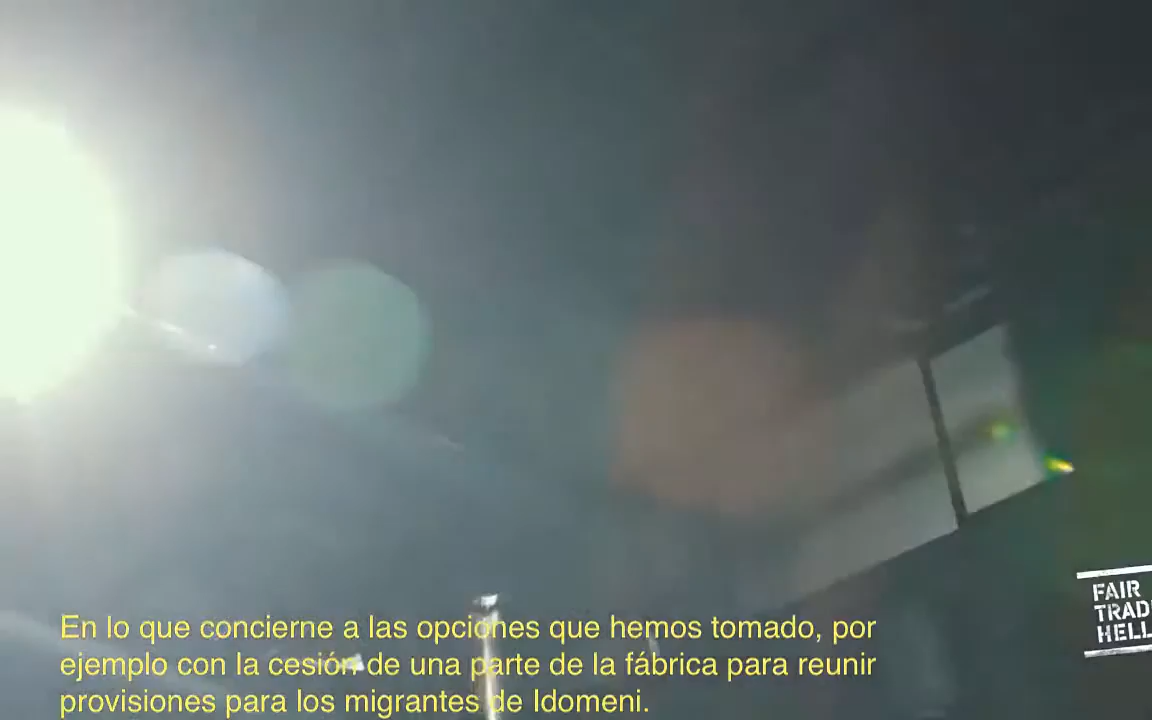 En lo que concierne a las opciones que hemos tomado, por
ejemplo con la cesión de una parte de la fábrica para reunir
provisiones para los migrantes de Idomeni.
FAIR
TRAD
HELL